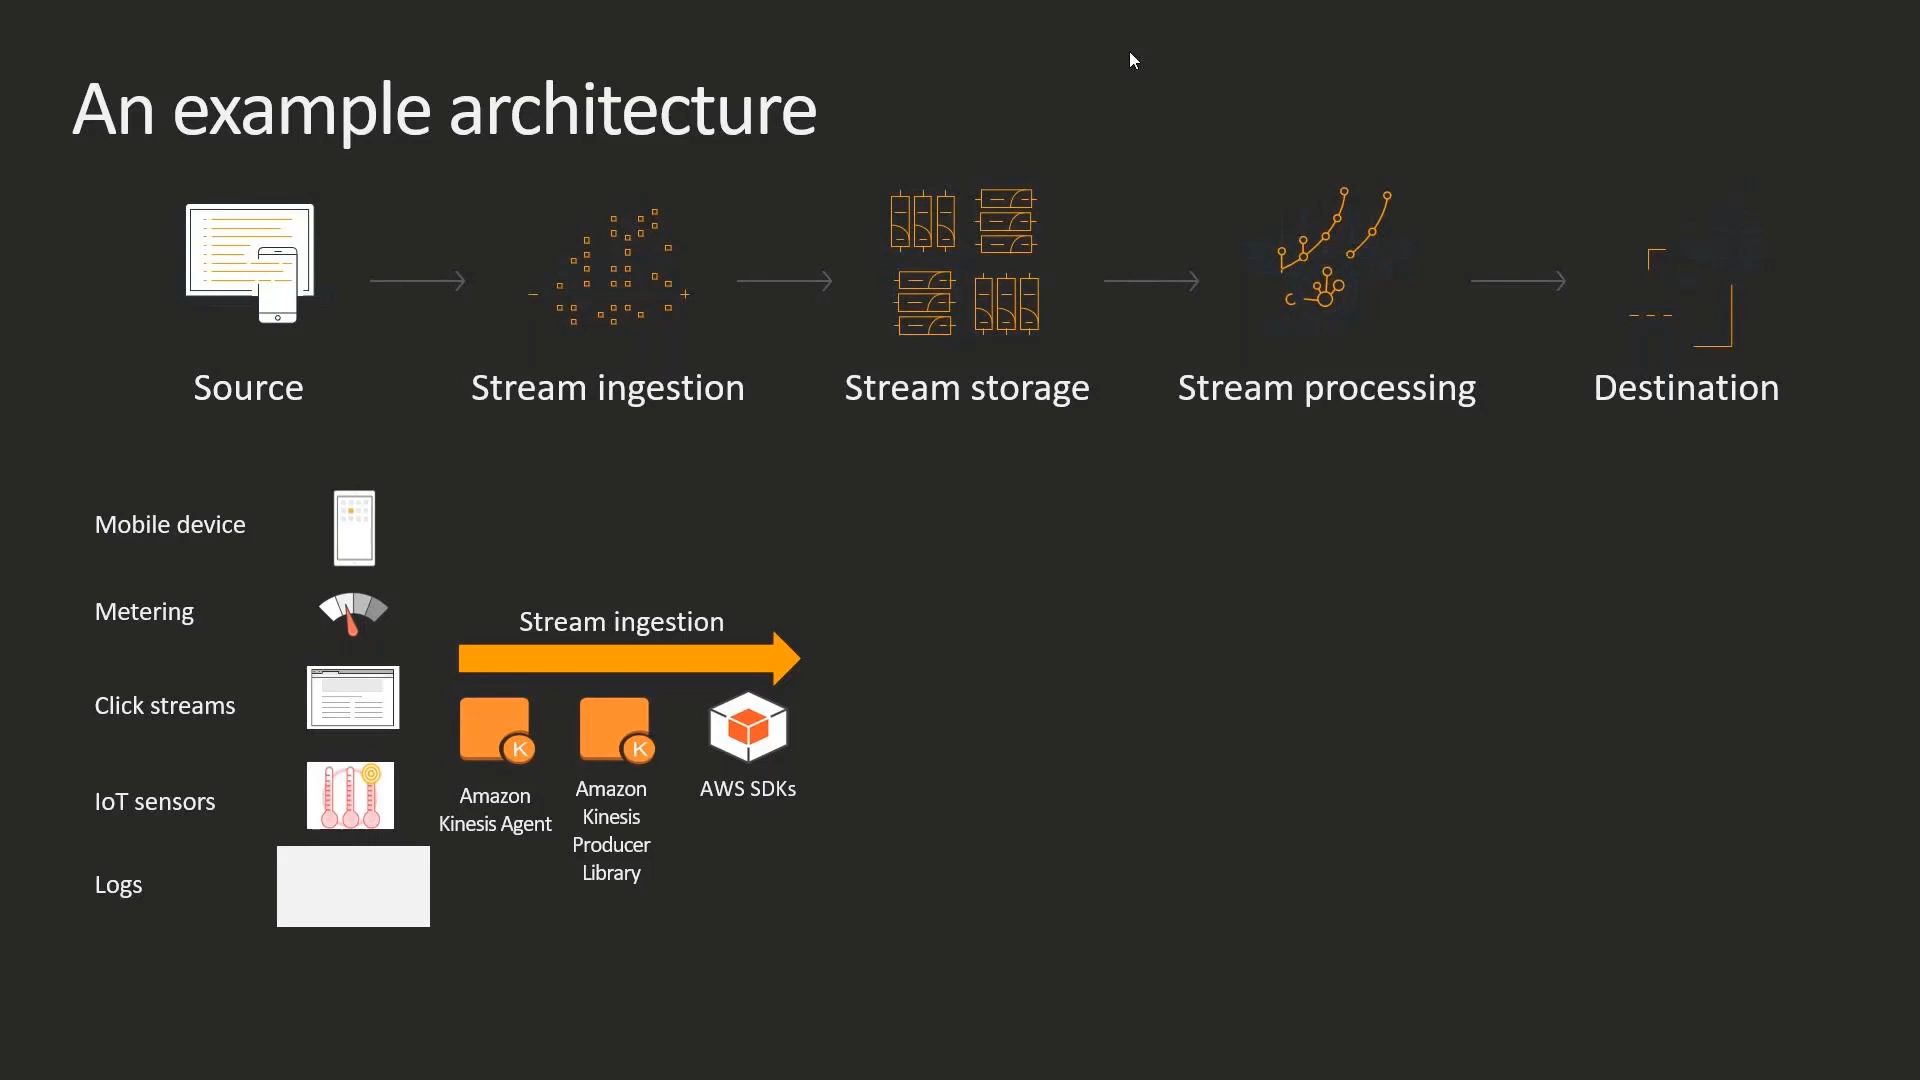 An example architecture
Source
Stream ingestion
Stream storage
Stream processing
Destination
Mobile device
Metering
Click streams
IoT sensors
Logs
Stream ingestion
K
Amazon
Kinesis Agent
K
Amazon
Kinesis
Producer
Library
AWS SDKs